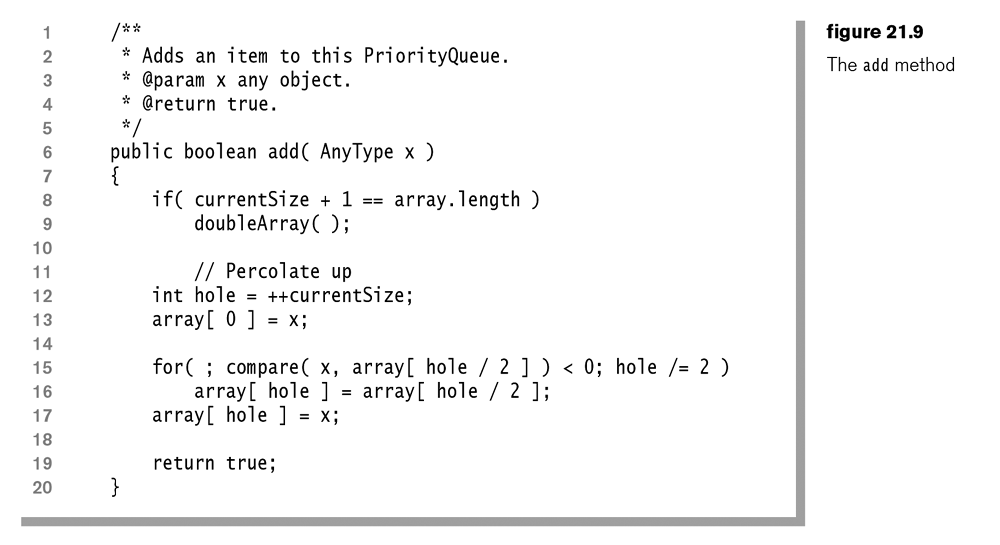 1 /**
2 * Adds an item to this PriorityQueue.
3 * @param x any object.
4 * @return true.
5 */
6 public boolean add( AnyType x )
7 {
8 if( currentSize + 1 == array.length )
9 doubleArray( );
10
11 // Percolate up
12 int hole = ++currentSize;
13 array[ 0 ] = x;
14
15 for( ; compare( x, array[ hole / 2 ] ) < 0; hole /= 2 )
16 array[ hole ] = array[ hole / 2 ];
17 array[ hole ] = x;
18
19 return true;
20 }
figure 21.9
The add method